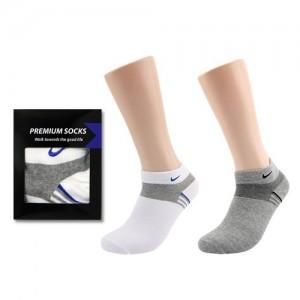 PREMIUM SOCKS
Walk towards the good life